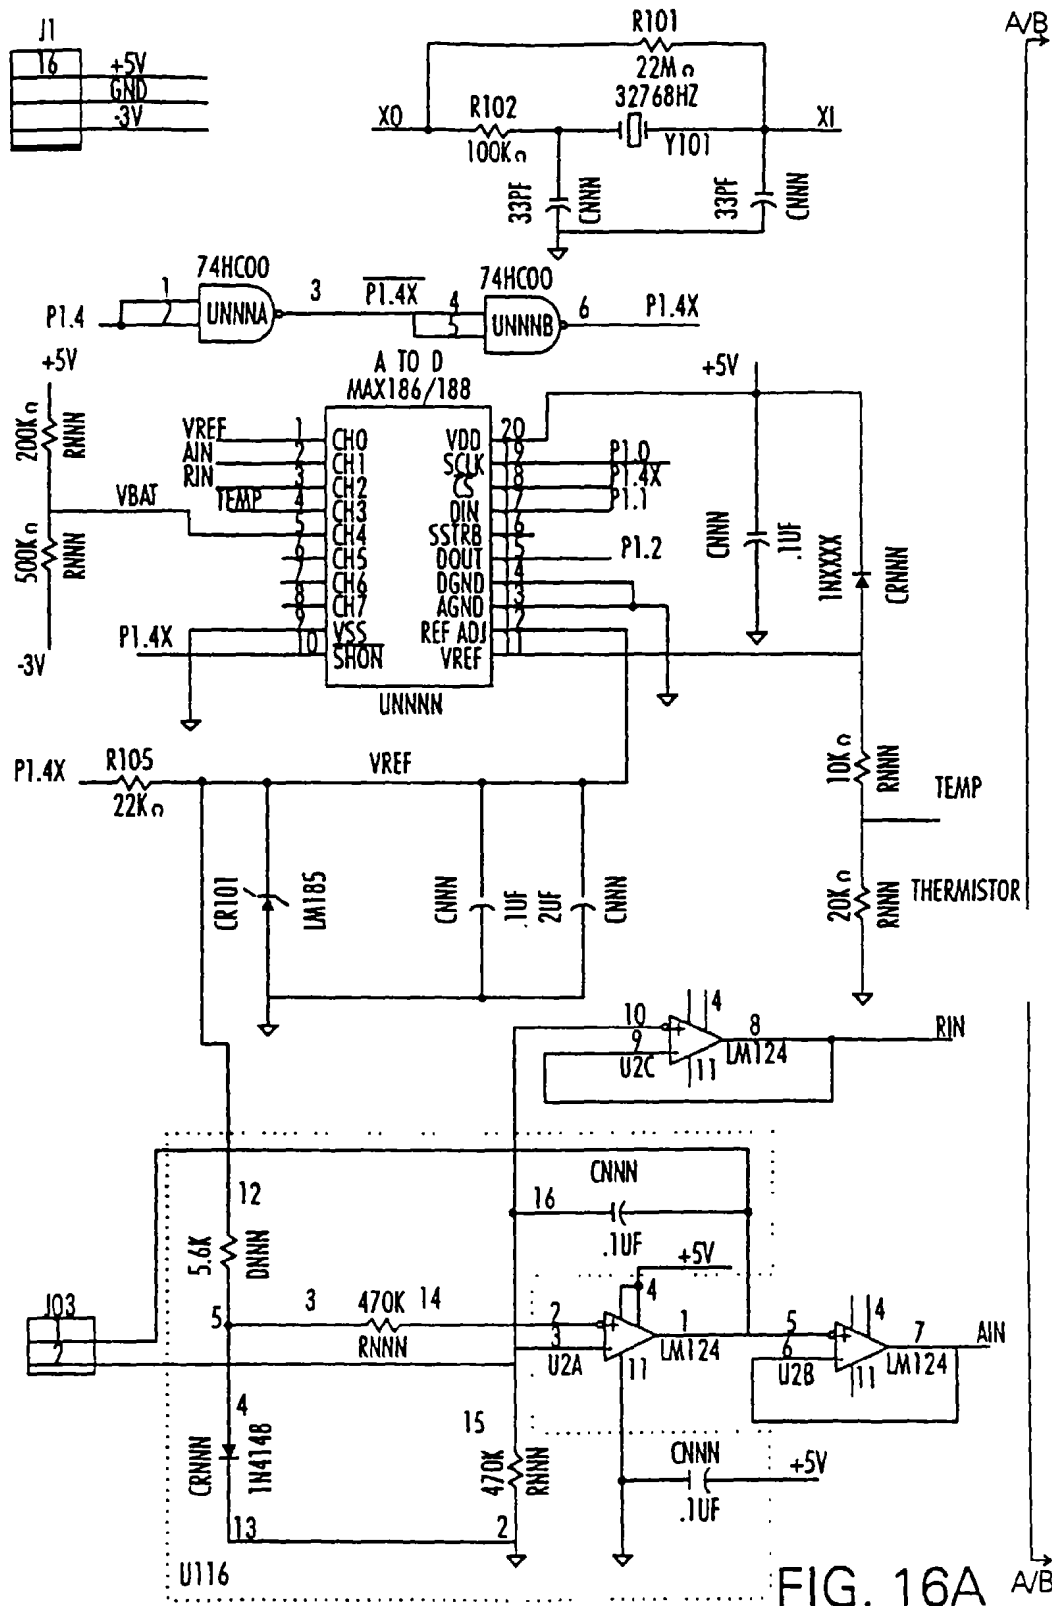 J1
16
+5V
GND
-3V
A/B
R101
22MΩ
32768HZ
XO
R102
100KΩ
Y101
XI
33PF
CNNN
33PF
CNNN
74HC00
P1.4
1
2
UNNNA
3
P1.4X
74HC00
4
5
UNNNB
6
P1.4X
+5V
200KΩ
RNNN
VBAT
500KΩ
RNNN
-3V
A TO D
MAX186/188
VREF 1 CH0
AIN 2 CH1
RIN 3 CH2
TEMP 4 CH3
5 CH4
6 CH5
7 CH6
8 CH7
9 VSS
P1.4X 10 SHON
VDD 20
SCLK 19 P1.0
CS 18 P1.4X
DIN 17 P1.1
SSTRB 16
DOUT 15 P1.2
DGND 14
AGND 13
REF ADJ 12
VREF 11
UNNNN
+5V
CNNN
.1UF
1NXXX
CRNNN
P1.4X
R105
22KΩ
VREF
CR101
LM185
CNNN
.1UF
2UF
CNNN
10KΩ
RNNN
TEMP
20KΩ
RNNN
THERMISTOR
10
9
U2C
4
11
8
LM124
RIN
12
5.6K
DNNN
16
CNNN
.1UF
+5V
J03
1
2
5
3
470K
RNNN
14
2
3
U2A
4
11
1
LM124
5
6
U2B
4
11
7
LM124
AIN
4
CRNNN
1N4148
13
15
470K
RNNN
2
CNNN
.1UF
+5V
U116
FIG. 16A
A/B